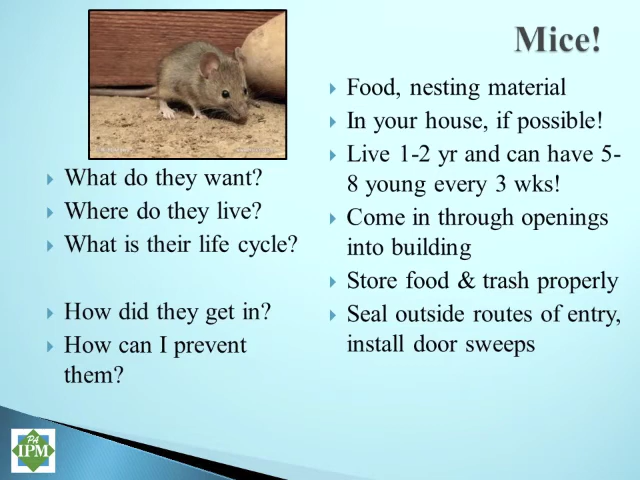 Mice!
What do they want?
Where do they live?
What is their life cycle?
How did they get in?
How can I prevent
them?
Food, nesting material
In your house, if possible!
Live 1-2 yr and can have 5-
8 young every 3 wks!
Come in through openings
into building
Store food & trash properly
Seal outside routes of entry,
install door sweeps
PA
IPM